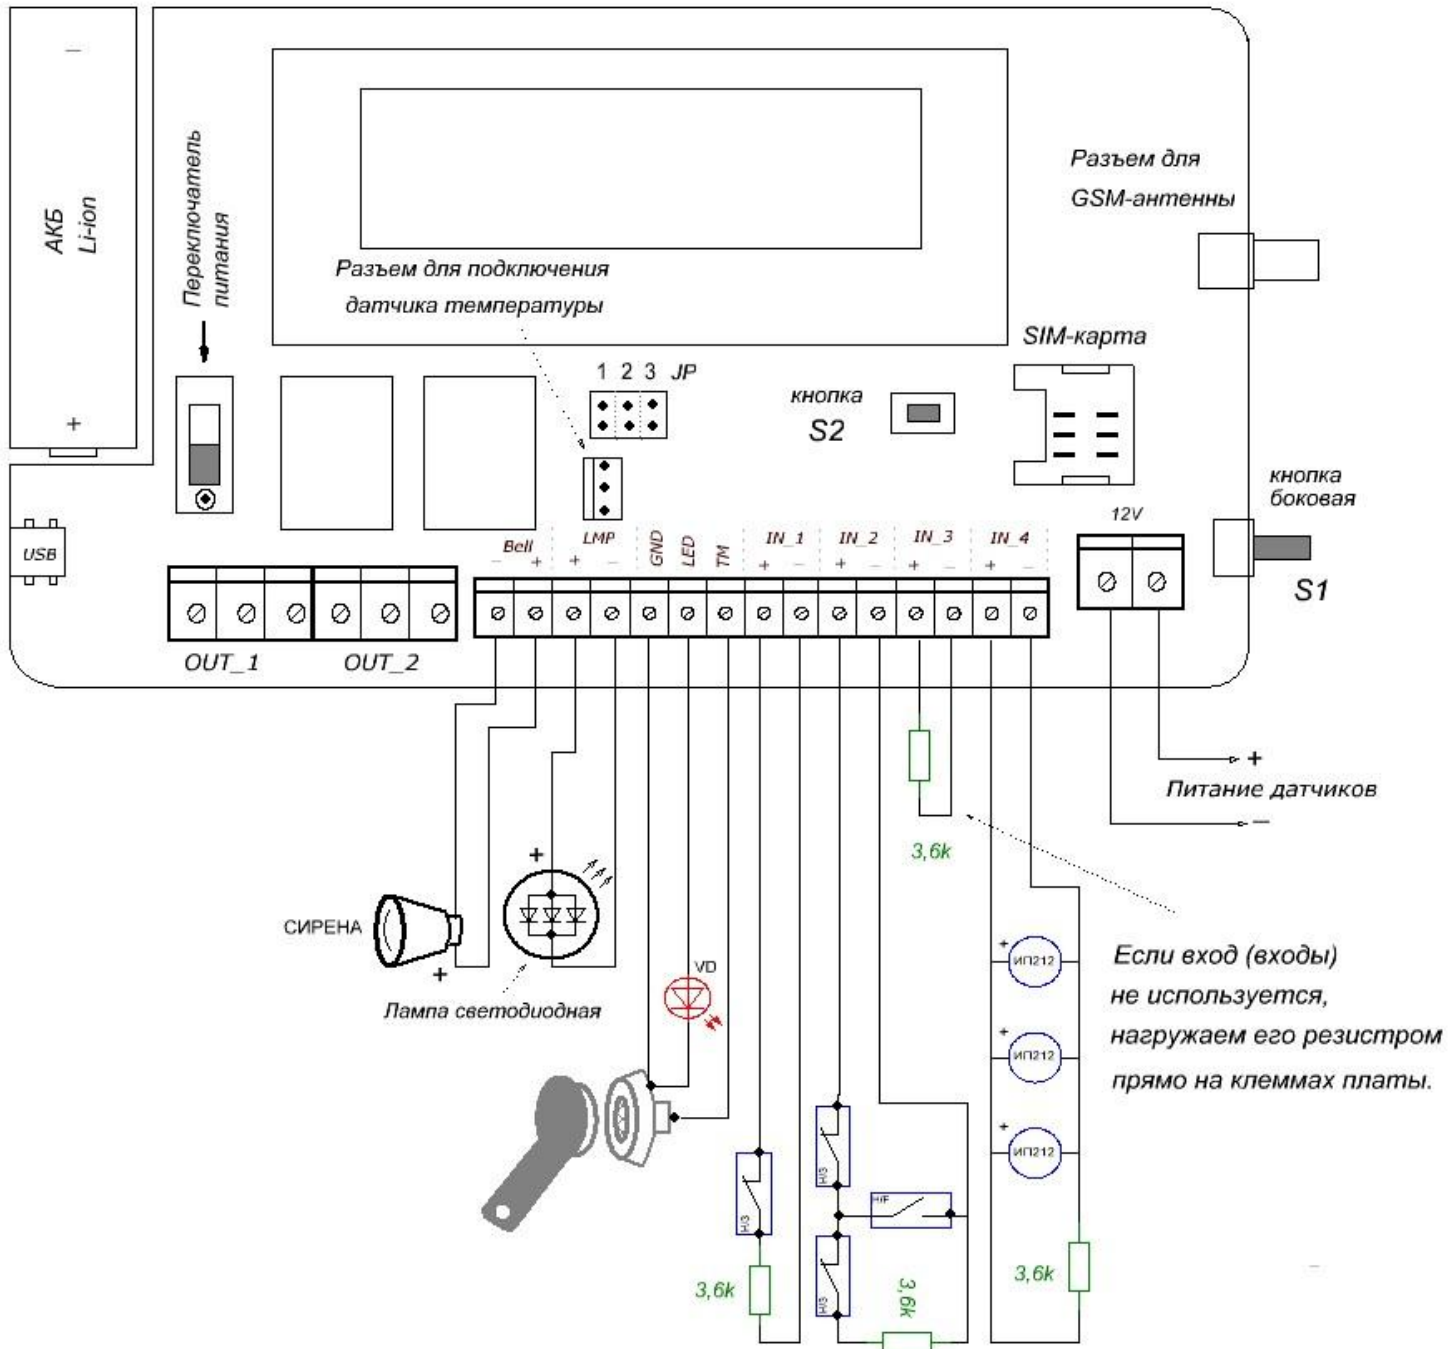 −
АКБ
Li-ion
+
Переключатель
питания
Разъем для
GSM-антенны
Разъем для подключения
датчика температуры
SIM-карта
1 2 3 JP
кнопка
S2
кнопка
боковая
S1
USB
12V
Bell
LMP
GND
LED
TM
IN_1
IN_2
IN_3
IN_4
− + + − + − + − + − + −
OUT_1
OUT_2
+
Питание датчиков
−
3,6k
СИРЕНА
+
+
Лампа светодиодная
VD
Если вход (входы)
не используется,
нагружаем его резистром
прямо на клеммах платы.
+
ИП212
+
ИП212
+
ИП212
Н/З
Н/З
Н/Р
Н/З
3,6k
3,6k
3,6k